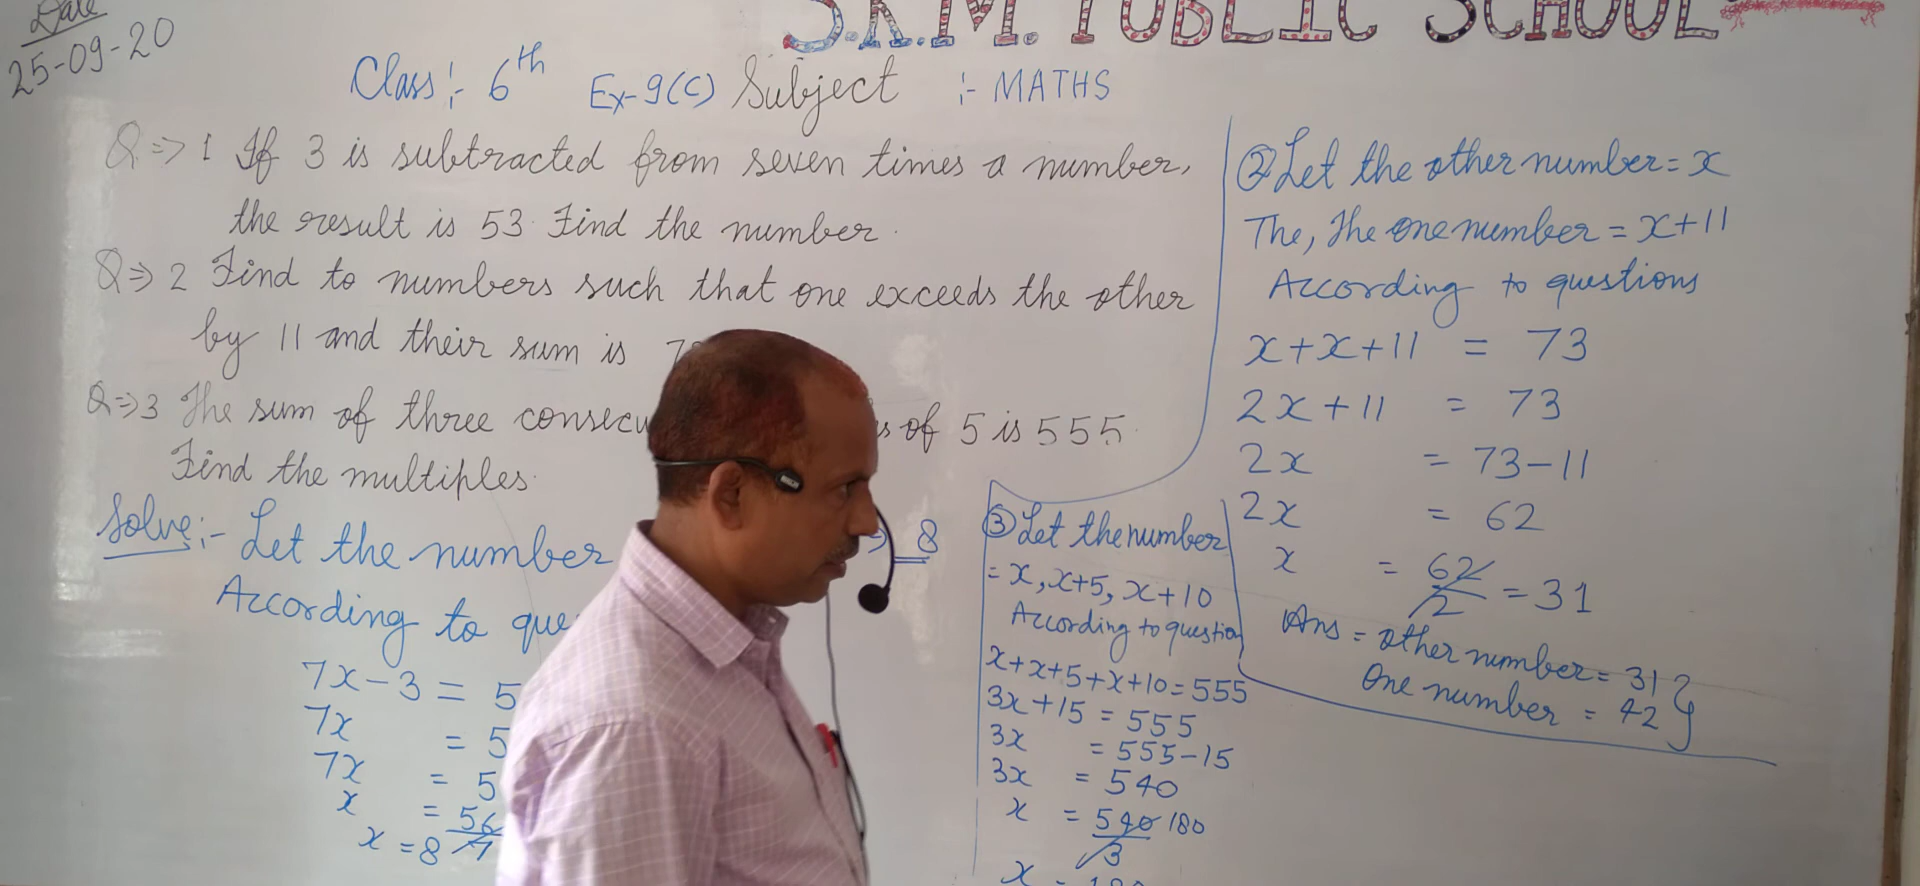 Date
25-09-20
S.K.M. PUBLIC SCHOOL
Class:- 6th Ex-9(C) Subject :- MATHS
Q => 1 If 3 is subtracted from seven times a number,
the result is 53. Find the number.
Q => 2 Find to numbers such that one exceeds the other
by 11 and their sum is
Q => 3 The sum of three of 5 is 555.
Find the multiples.
Solve:- Let the number 8
According to
7x-3 = 5
7x = 5
7x = 5
x = 56/7
x = 8
② Let the other number = x
The, the one number = x+11
According to questions
x+x+11 = 73
2x+11 = 73
2x = 73-11
2x = 62
x = 62/2 = 31
Ans = other number = 31
One number = 42 }
③ Let the number
= x, x+5, x+10
According to question
x+x+5+x+10=555
3x+15 = 555
3x = 555-15
3x = 540
x = 540/3 180
x =